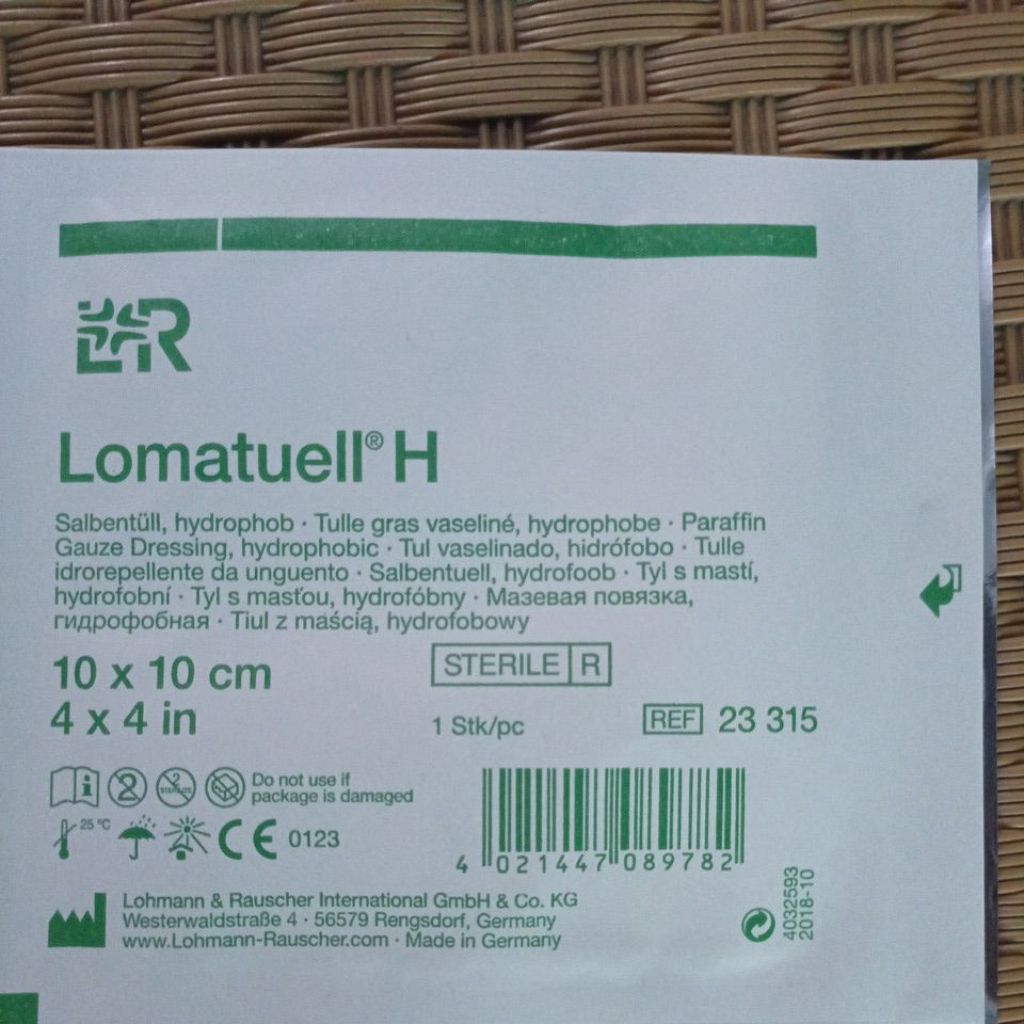 L&R
Lomatuell® H
Salbentüll, hydrophob · Tulle gras vaseliné, hydrophobe · Paraffin
Gauze Dressing, hydrophobic · Tul vaselinado, hidrófobo · Tulle
idrorepellente da unguento · Salbentuell, hydrofoob · Tyl s mastí,
hydrofobní · Tyl s masťou, hydrofóbny · Мазевая повязка,
гидрофобная · Tiul z maścią, hydrofobowy
10 x 10 cm
4 x 4 in
STERILE R
1 Stk/pc
REF 23 315
Do not use if
package is damaged
25 °C
CE 0123
4 021447 089782
Lohmann & Rauscher International GmbH & Co. KG
Westerwaldstraße 4 · 56579 Rengsdorf, Germany
www.Lohmann-Rauscher.com · Made in Germany
4032593
2018-10